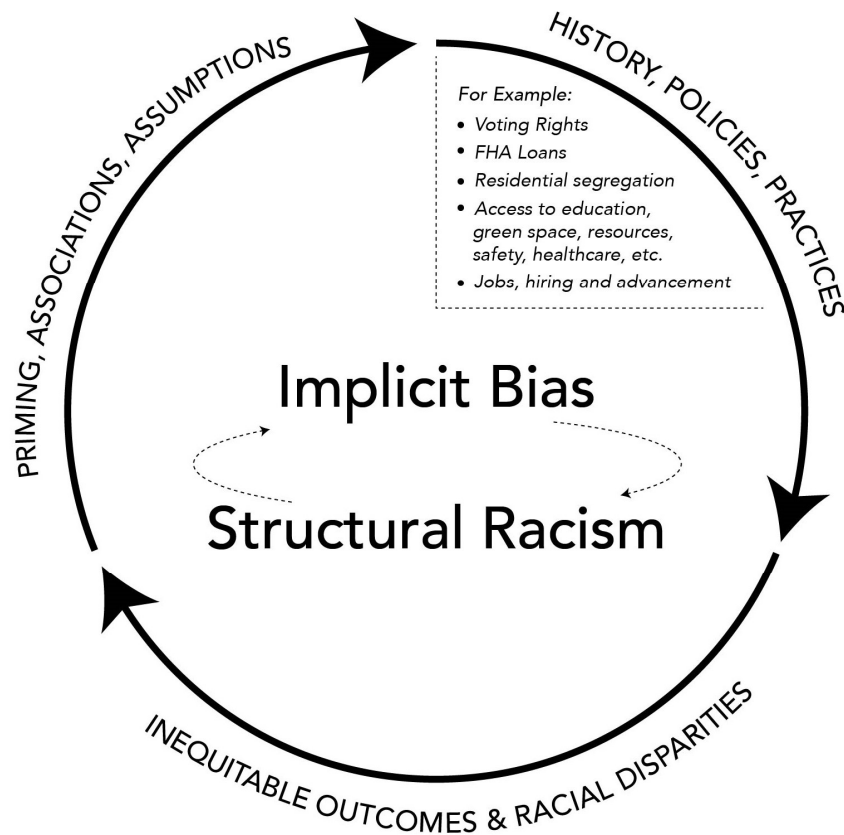 HISTORY, POLICIES, PRACTICES
For Example:
• Voting Rights
• FHA Loans
• Residential segregation
• Access to education,
green space, resources,
safety, healthcare, etc.
• Jobs, hiring and advancement
PRIMING, ASSOCIATIONS, ASSUMPTIONS
Implicit Bias
Structural Racism
INEQUITABLE OUTCOMES & RACIAL DISPARITIES